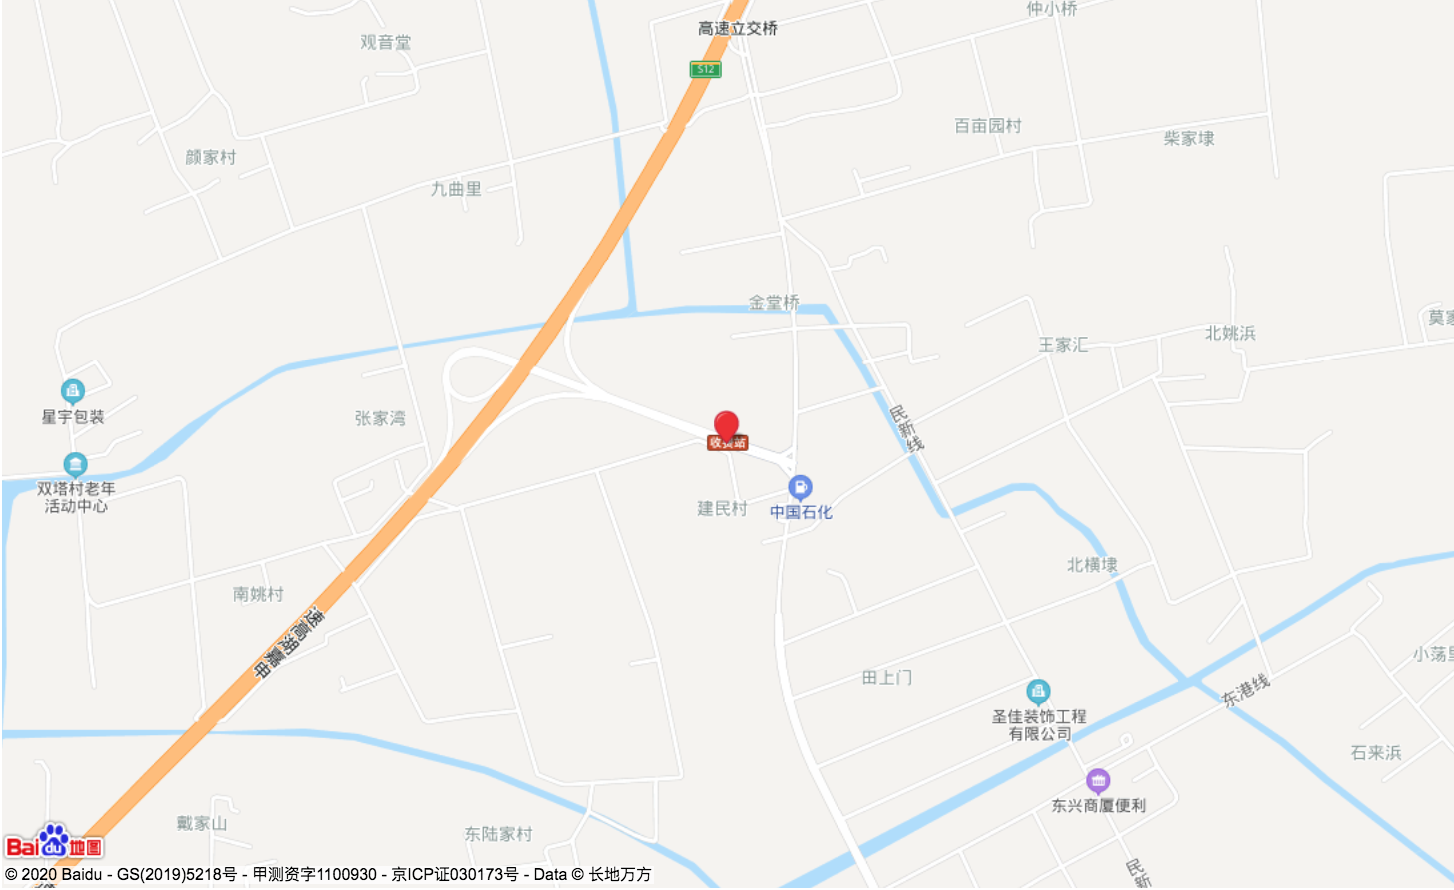 仲小桥
高速立交桥
观音堂
S12
百亩园村
柴家埭
颜家村
九曲里
金堂桥
莫家
北姚浜
王家汇
星宇包装
张家湾
民新线
收费站
双塔村老年
活动中心
建民村
中国石化
北横埭
南姚村
申嘉湖高速
小荡里
田上门
东港线
圣佳装饰工程
有限公司
石来浜
东兴商厦便利
戴家山
东陆家村
Bai du 地图
民新
© 2020 Baidu - GS(2019)5218号 - 甲测资字1100930 - 京ICP证030173号 - Data © 长地万方